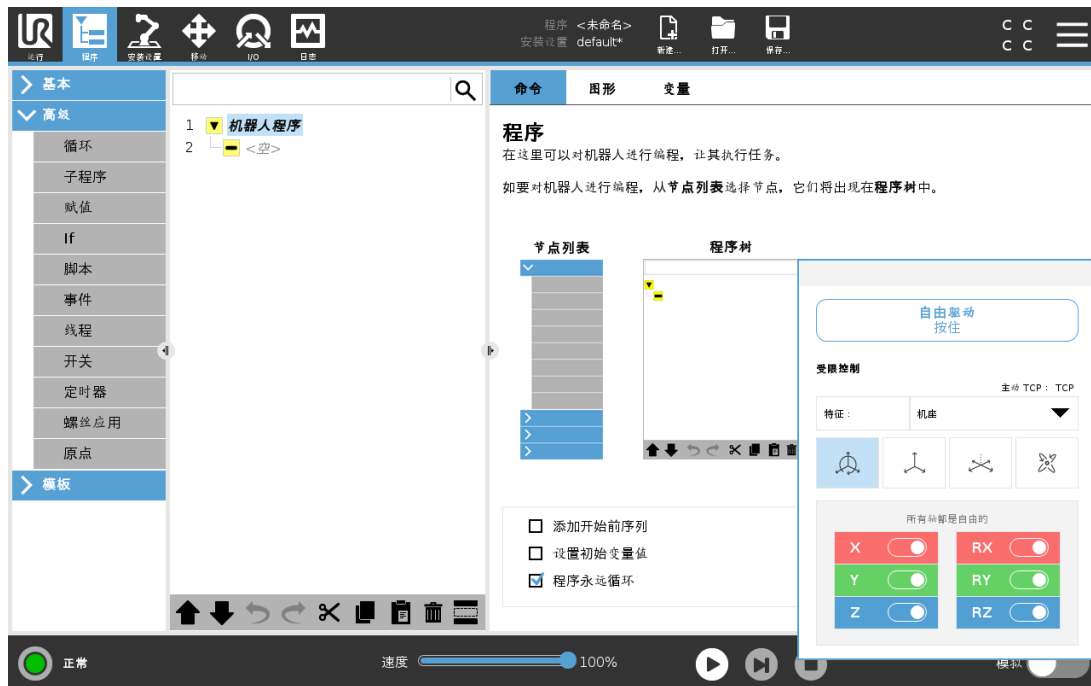 UR
程序 <未命名>
安装设置 default*
运行 程序 安装设置 移动 I/O 日志 新建... 打开... 保存...
C C
C C
基本
高级
循环
子程序
赋值
If
脚本
事件
线程
开关
定时器
螺丝应用
原点
模板
1 机器人程序
2 <空>
命令 图形 变量
程序
在这里可以对机器人进行编程，让其执行任务。
如要对机器人进行编程，从节点列表选择节点，它们将出现在程序树中。
节点列表 程序树
添加开始前序列
设置初始变量值
程序永远循环
自由驱动
按住
受限控制
主动 TCP： TCP
特征： 机座
所有轴都是自由的
X RX
Y RY
Z RZ
正常 速度 100% 模拟